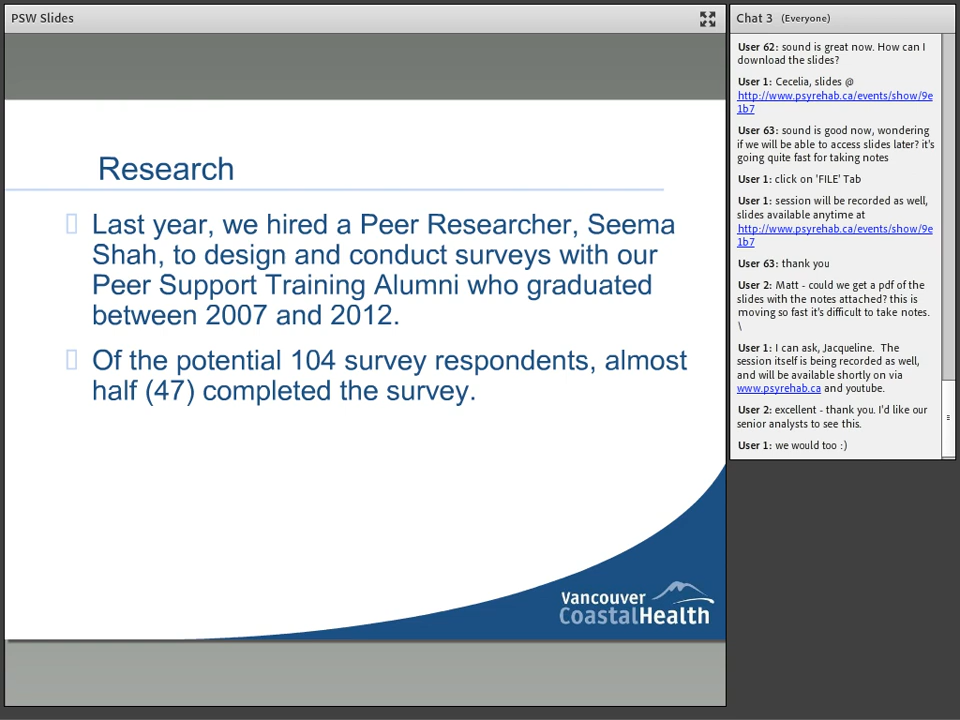 PSW Slides
Research
Last year, we hired a Peer Researcher, Seema
Shah, to design and conduct surveys with our
Peer Support Training Alumni who graduated
between 2007 and 2012.
Of the potential 104 survey respondents, almost
half (47) completed the survey.
Vancouver
CoastalHealth
Chat 3 (Everyone)
User 62: sound is great now. How can I
download the slides?
User 1: Cecelia, slides @
http://www.psyrehab.ca/events/show/9e
1b7
User 63: sound is good now, wondering
if we will be able to access slides later? it's
going quite fast for taking notes
User 1: click on 'FILE' Tab
User 1: session will be recorded as well,
slides available anytime at
http://www.psyrehab.ca/events/show/9e
1b7
User 63: thank you
User 2: Matt - could we get a pdf of the
slides with the notes attached? this is
moving so fast it's difficult to take notes.
\
User 1: I can ask, Jacqueline. The
session itself is being recorded as well,
and will be available shortly on via
www.psyrehab.ca and youtube.
User 2: excellent - thank you. I'd like our
senior analysts to see this.
User 1: we would too :)